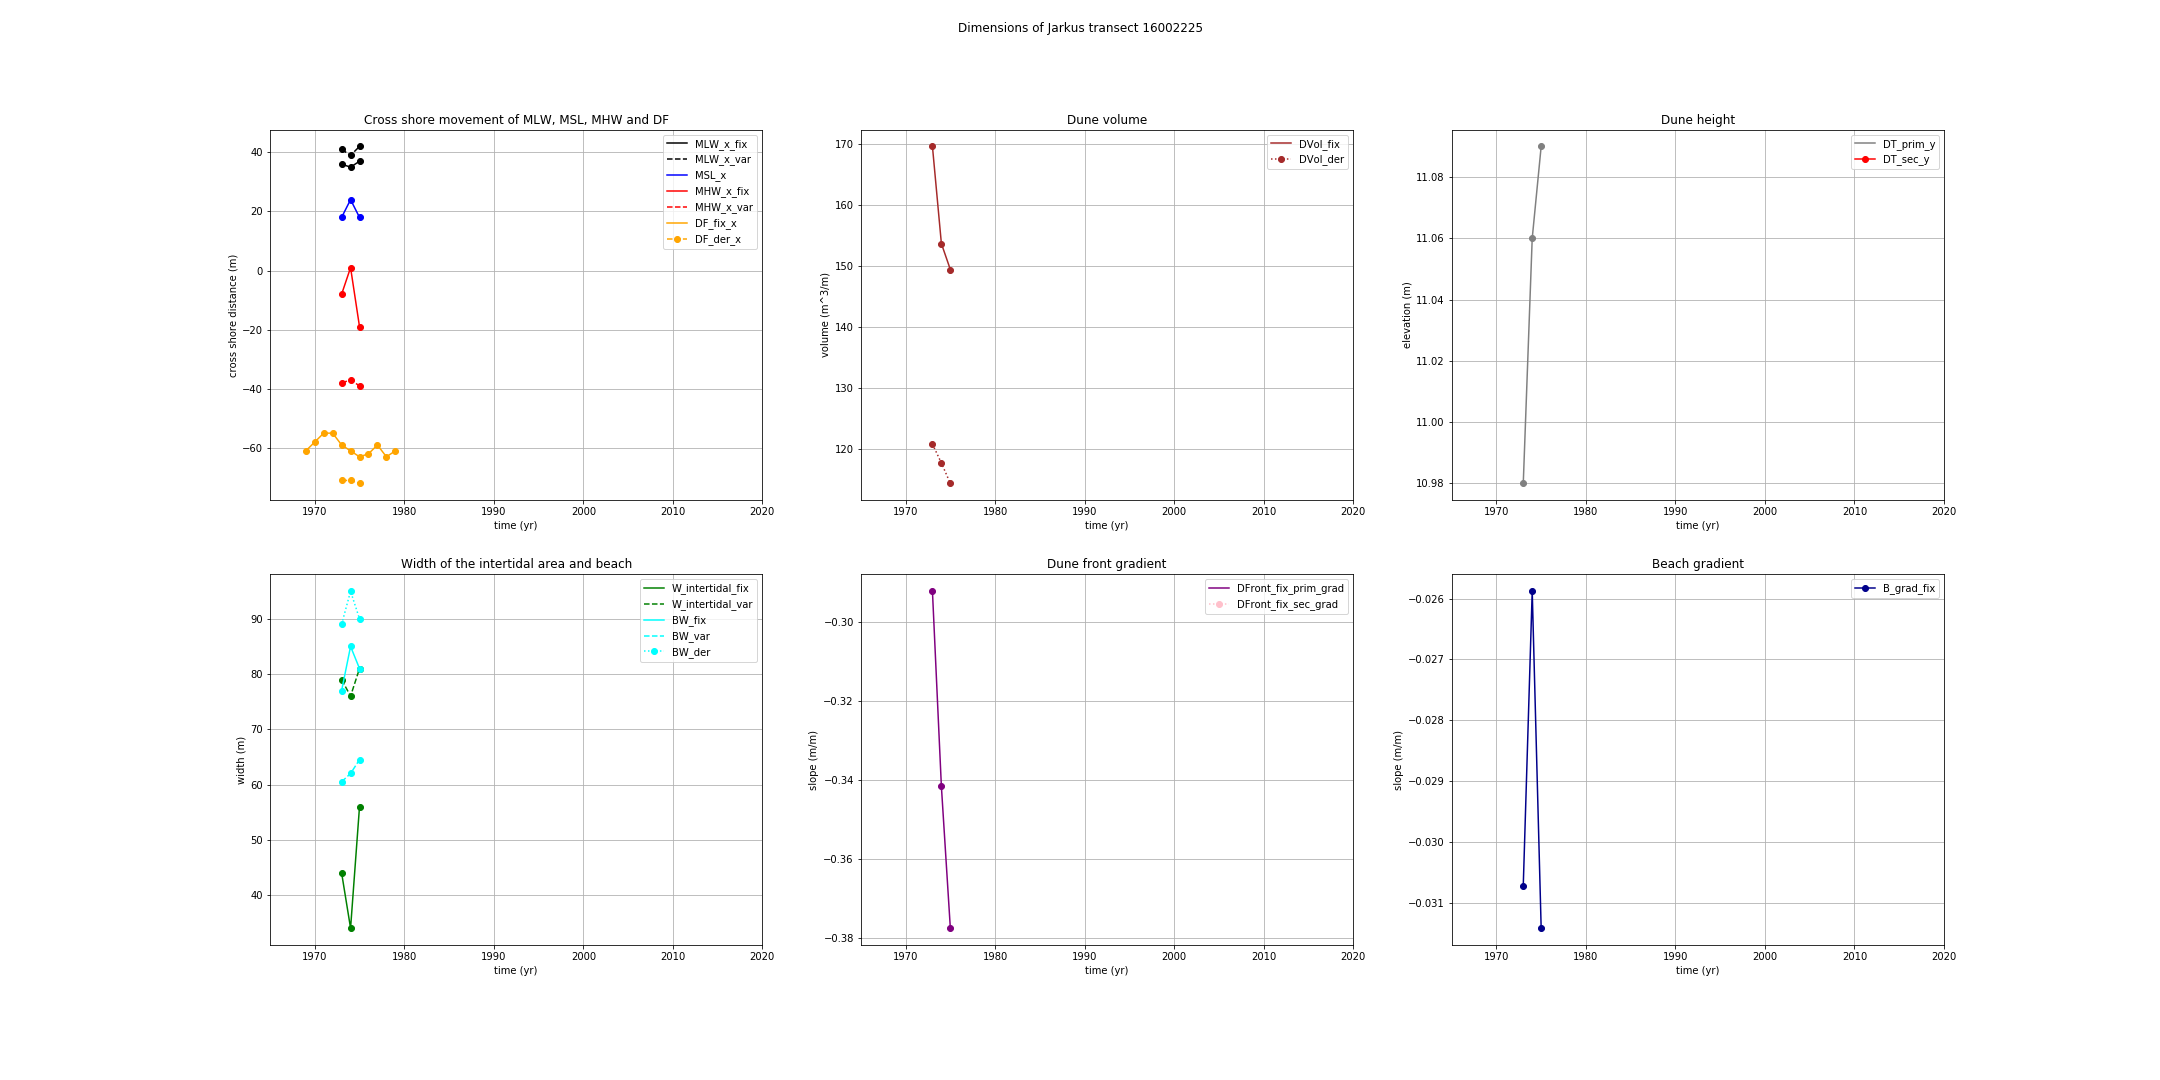 Dimensions of Jarkus transect 16002225
Cross shore movement of MLW, MSL, MHW and DF
40
20
0
−20
−40
−60
cross shore distance (m)
MLW_x_fix
MLW_x_var
MSL_x
MHW_x_fix
MHW_x_var
DF_fix_x
DF_der_x
1970 1980 1990 2000 2010 2020
time (yr)
Dune volume
170
160
150
140
130
120
volume (m^3/m)
DVol_fix
DVol_der
1970 1980 1990 2000 2010 2020
time (yr)
Dune height
11.08
11.06
11.04
11.02
11.00
10.98
elevation (m)
DT_prim_y
DT_sec_y
1970 1980 1990 2000 2010 2020
time (yr)
Width of the intertidal area and beach
90
80
70
60
50
40
width (m)
W_intertidal_fix
W_intertidal_var
BW_fix
BW_var
BW_der
1970 1980 1990 2000 2010 2020
time (yr)
Dune front gradient
−0.30
−0.32
−0.34
−0.36
−0.38
slope (m/m)
DFront_fix_prim_grad
DFront_fix_sec_grad
1970 1980 1990 2000 2010 2020
time (yr)
Beach gradient
−0.026
−0.027
−0.028
−0.029
−0.030
−0.031
slope (m/m)
B_grad_fix
1970 1980 1990 2000 2010 2020
time (yr)